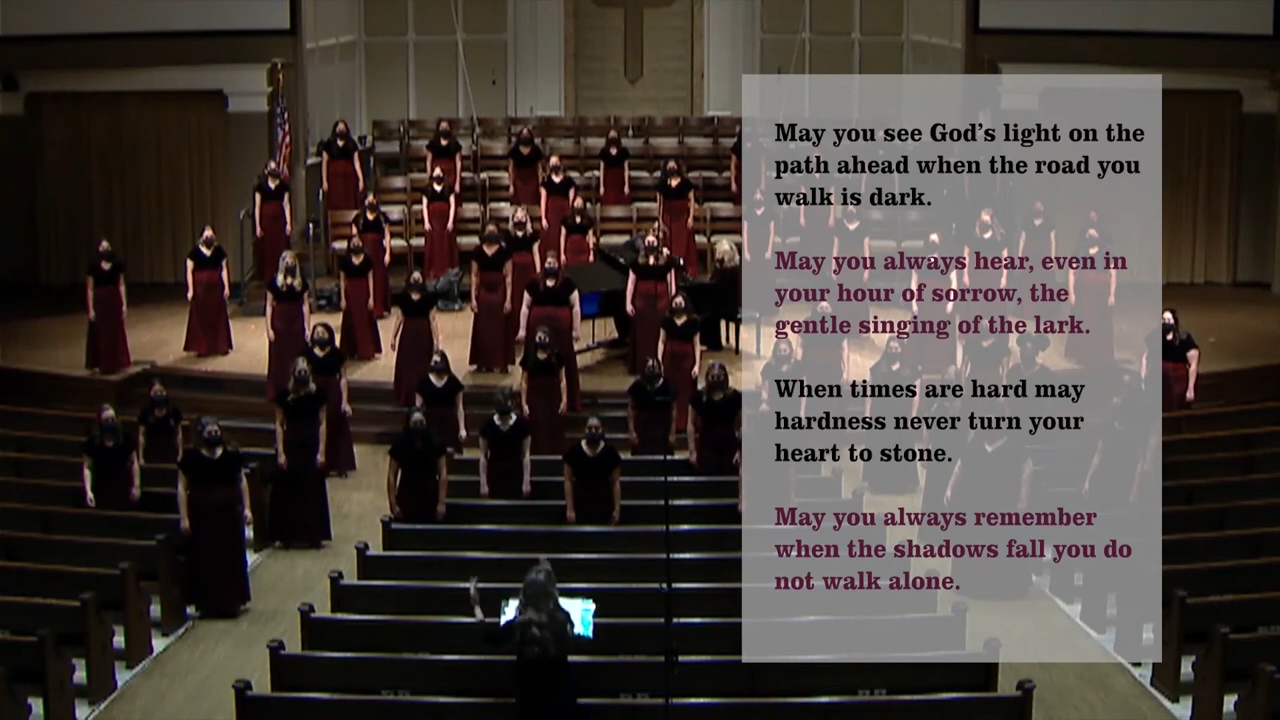 May you see God’s light on the
path ahead when the road you
walk is dark.
May you always hear, even in
your hour of sorrow, the
gentle singing of the lark.
When times are hard may
hardness never turn your
heart to stone.
May you always remember
when the shadows fall you do
not walk alone.